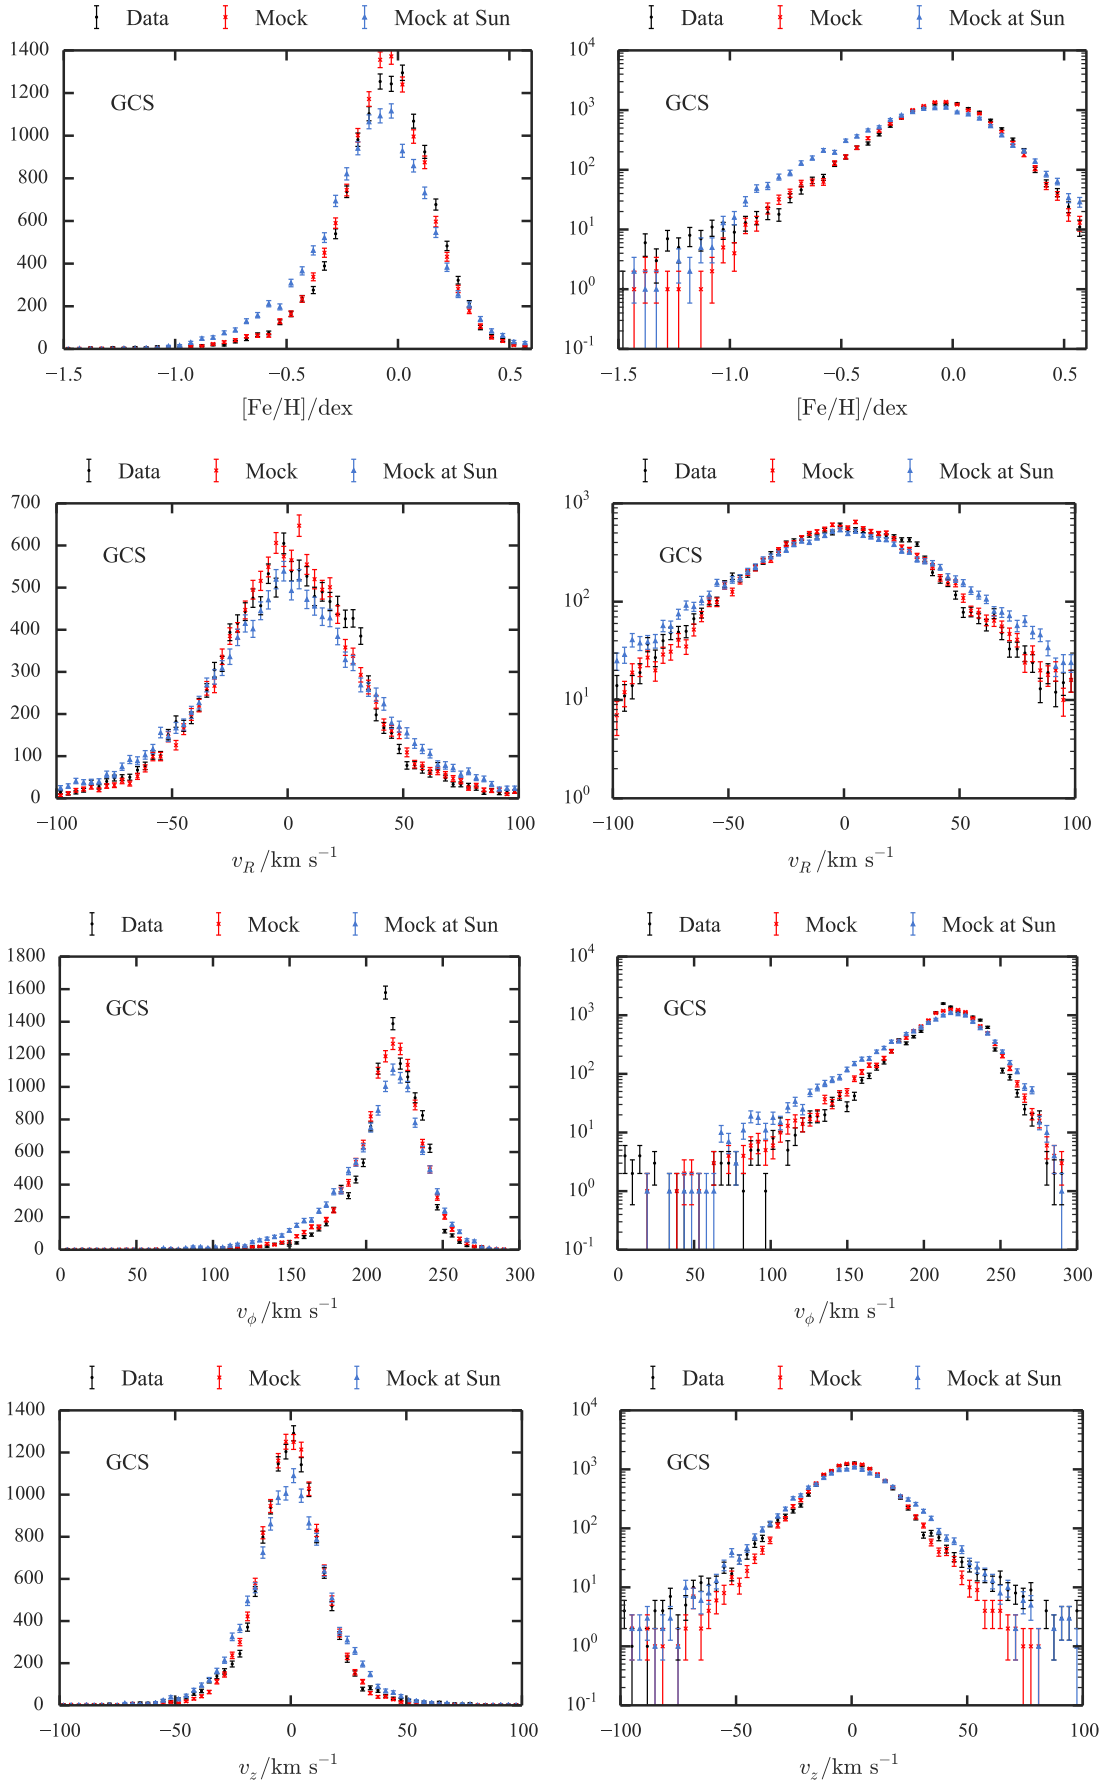 Data Mock Mock at Sun
Data Mock Mock at Sun
1400
1200
1000
800
600
400
200
0
GCS
−1.5 −1.0 −0.5 0.0 0.5
[Fe/H]/dex
10^4
10^3
10^2
10^1
10^0
10^-1
GCS
−1.5 −1.0 −0.5 0.0 0.5
[Fe/H]/dex
Data Mock Mock at Sun
Data Mock Mock at Sun
700
600
500
400
300
200
100
0
GCS
−100 −50 0 50 100
v_R /km s^−1
10^3
10^2
10^1
10^0
GCS
−100 −50 0 50 100
v_R /km s^−1
Data Mock Mock at Sun
Data Mock Mock at Sun
1800
1600
1400
1200
1000
800
600
400
200
0
GCS
0 50 100 150 200 250 300
v_ϕ /km s^−1
10^4
10^3
10^2
10^1
10^0
10^-1
GCS
0 50 100 150 200 250 300
v_ϕ /km s^−1
Data Mock Mock at Sun
Data Mock Mock at Sun
1400
1200
1000
800
600
400
200
0
GCS
−100 −50 0 50 100
v_z /km s^−1
10^4
10^3
10^2
10^1
10^0
10^-1
GCS
−100 −50 0 50 100
v_z /km s^−1